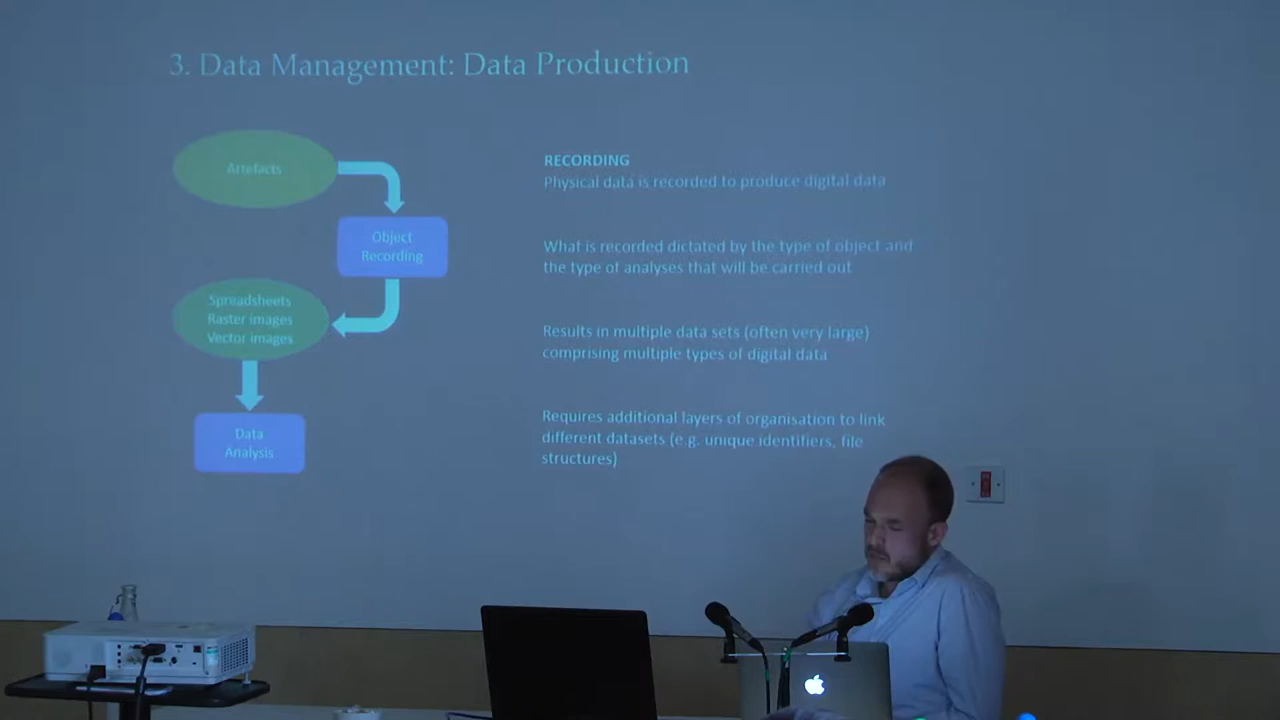 3. Data Management: Data Production
Artefacts
Object
Recording
Spreadsheets
Raster images
Vector images
Data
Analysis
RECORDING
Physical data is recorded to produce digital data
What is recorded dictated by the type of object and
the type of analyses that will be carried out
Results in multiple data sets (often very large)
comprising multiple types of digital data
Requires additional layers of organisation to link
different datasets (e.g. unique identifiers, file
structures)